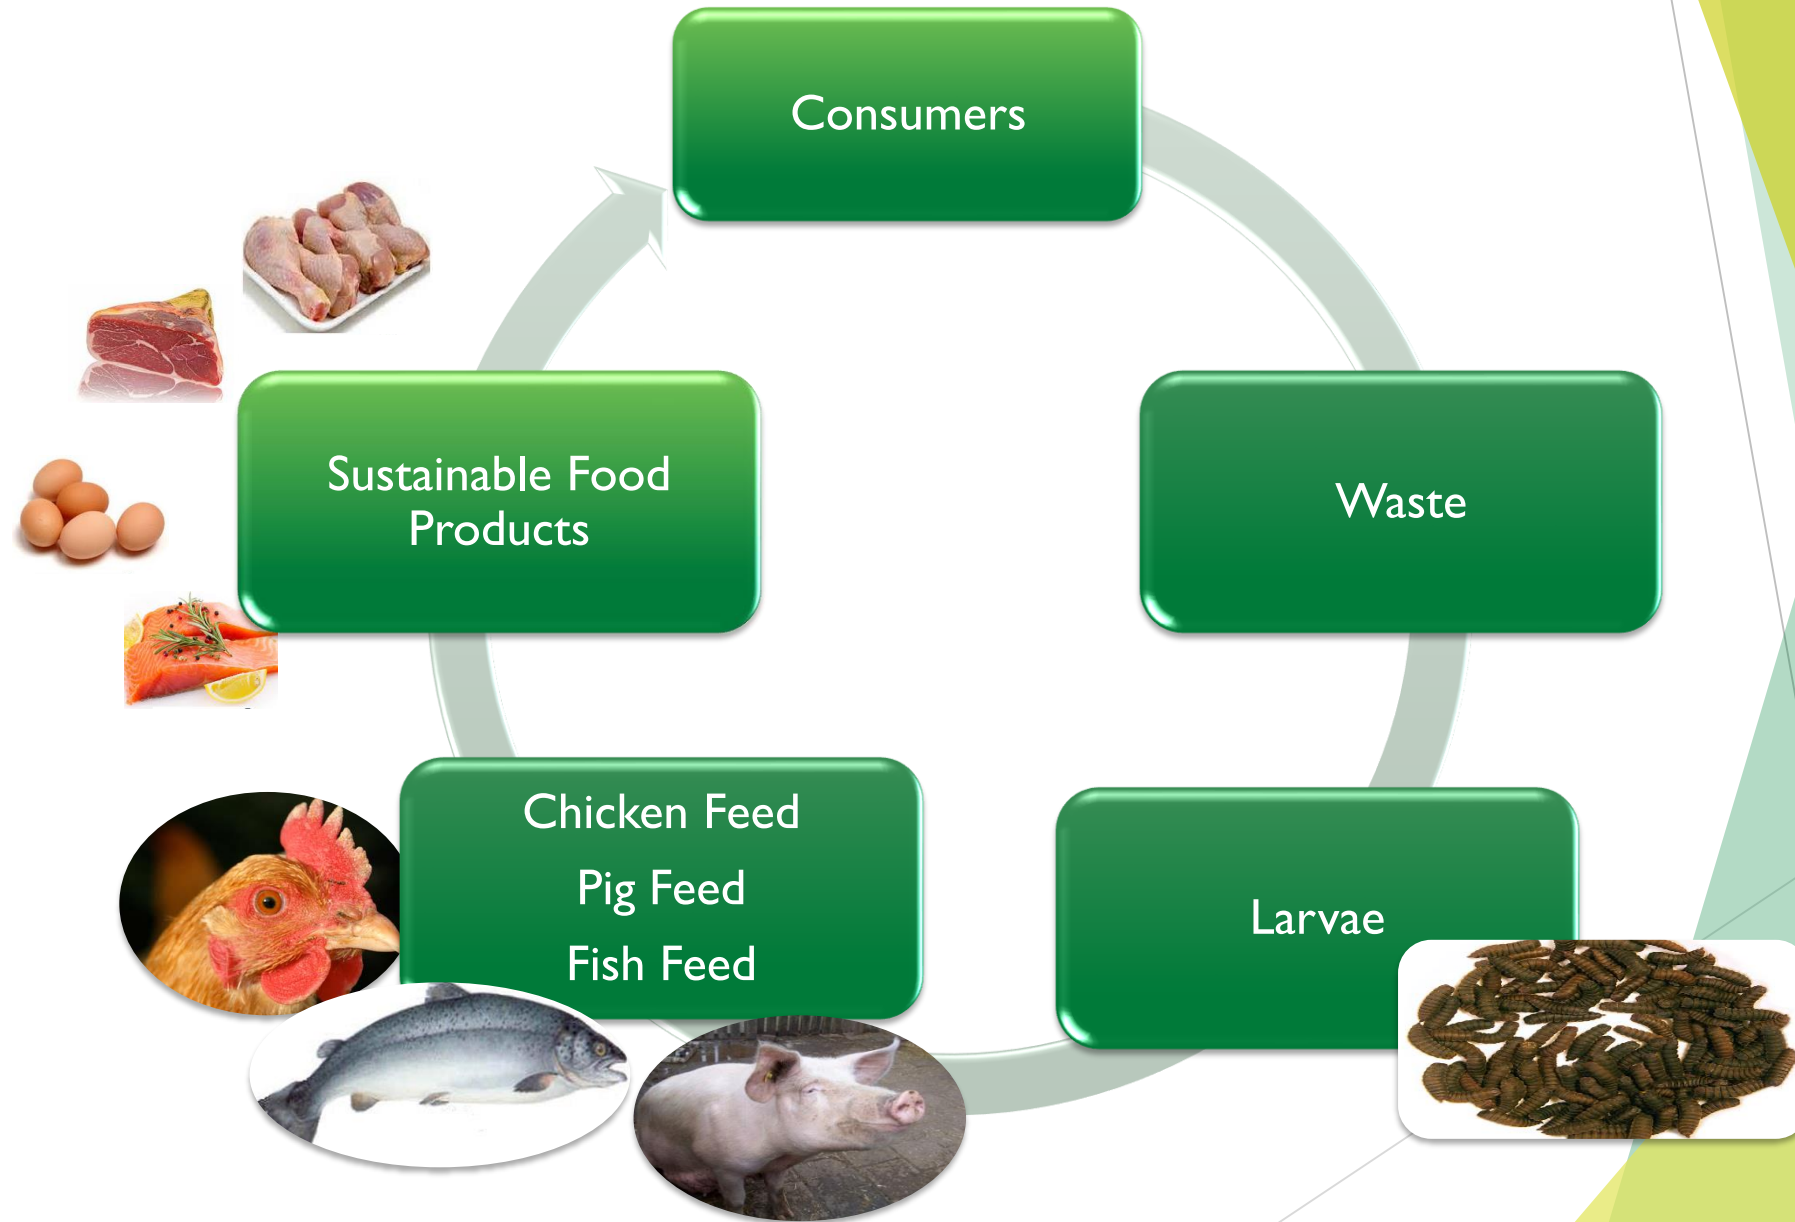 Consumers
Waste
Larvae
Chicken Feed
Pig Feed
Fish Feed
Sustainable Food
Products